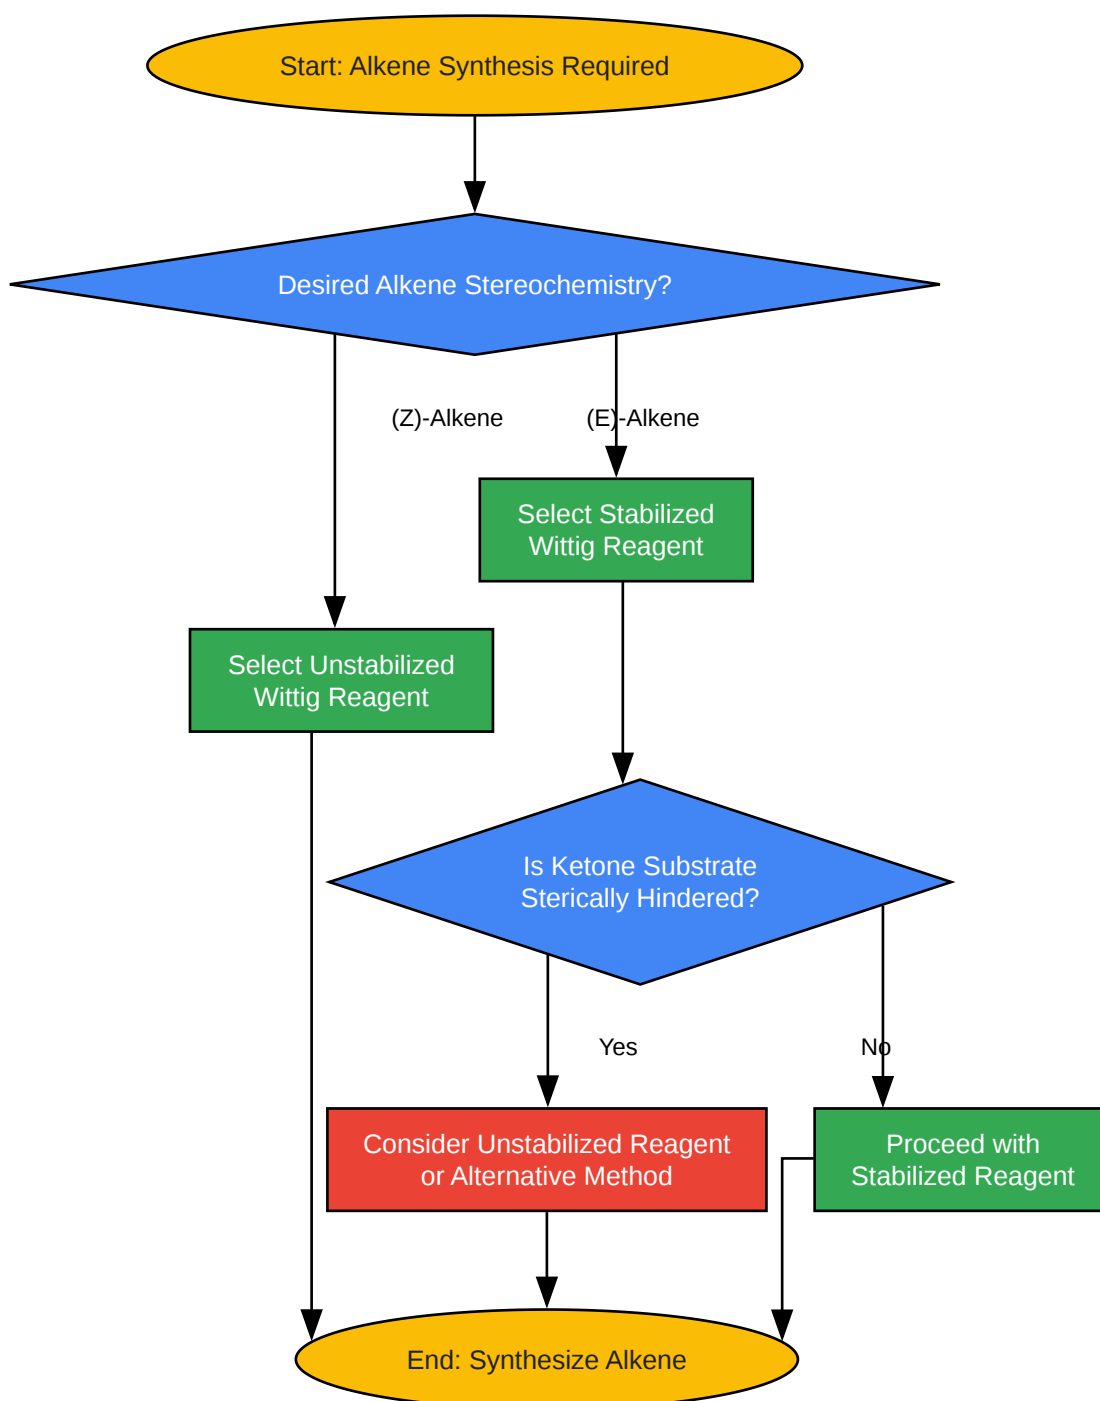 Start: Alkene Synthesis Required
Desired Alkene Stereochemistry?
(Z)-Alkene
(E)-Alkene
Select Stabilized
Wittig Reagent
Select Unstabilized
Wittig Reagent
Is Ketone Substrate
Sterically Hindered?
Yes
No
Consider Unstabilized Reagent
or Alternative Method
Proceed with
Stabilized Reagent
End: Synthesize Alkene